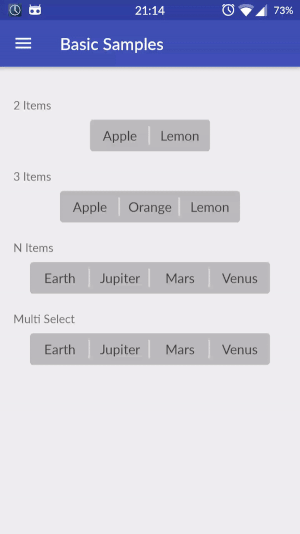 21:14 73%
Basic Samples
2 Items
Apple Lemon
3 Items
Apple Orange Lemon
N Items
Earth Jupiter Mars Venus
Multi Select
Earth Jupiter Mars Venus